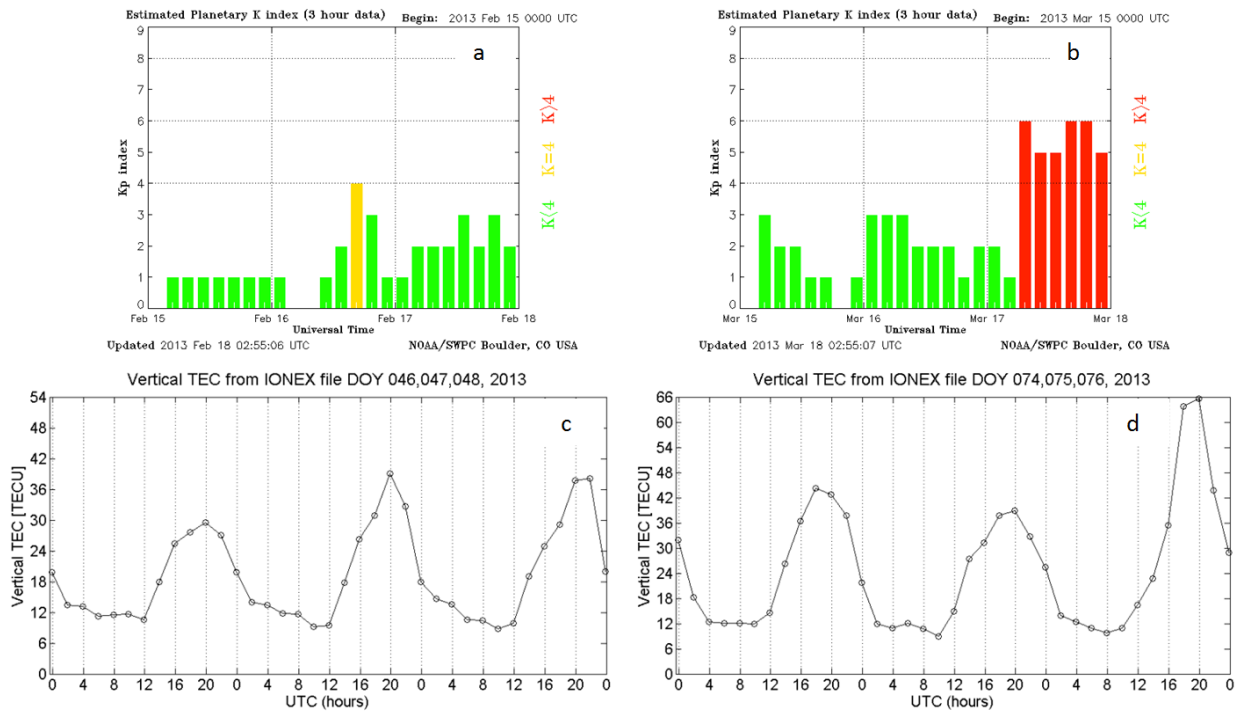 Estimated Planetary K index (3 hour data) Begin: 2013 Feb 15 0000 UTC
a
9
8
7
6
5
4
3
2
1
0
Kp index
K<4 K=4 K>4
Feb 15 Feb 16 Feb 17 Feb 18
Universal Time
Updated 2013 Feb 18 02:55:06 UTC NOAA/SWPC Boulder, CO USA
Estimated Planetary K index (3 hour data) Begin: 2013 Mar 15 0000 UTC
b
9
8
7
6
5
4
3
2
1
0
Kp index
K<4 K=4 K>4
Mar 15 Mar 16 Mar 17 Mar 18
Universal Time
Updated 2013 Mar 18 02:55:07 UTC NOAA/SWPC Boulder, CO USA
Vertical TEC from IONEX file DOY 046,047,048, 2013
c
54
48
42
36
30
24
18
12
6
0
Vertical TEC [TECU]
0 4 8 12 16 20 0 4 8 12 16 20 0 4 8 12 16 20 0
UTC (hours)
Vertical TEC from IONEX file DOY 074,075,076, 2013
d
66
60
54
48
42
36
30
24
18
12
6
0
Vertical TEC [TECU]
0 4 8 12 16 20 0 4 8 12 16 20 0 4 8 12 16 20 0
UTC (hours)